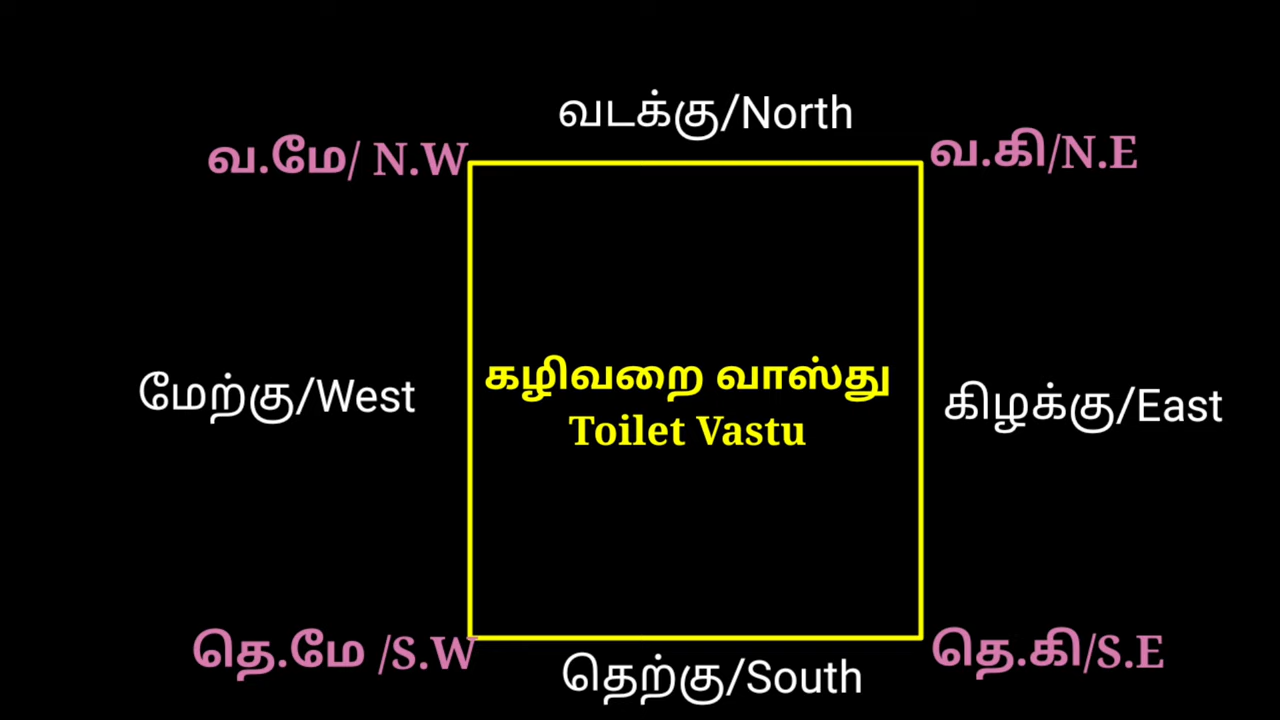 வடக்கு/North
வ.மே/ N.W
வ.கி/N.E
மேற்கு/West
கழிவறை வாஸ்து
Toilet Vastu
கிழக்கு/East
தெ.மே /S.W
தெற்கு/South
தெ.கி/S.E